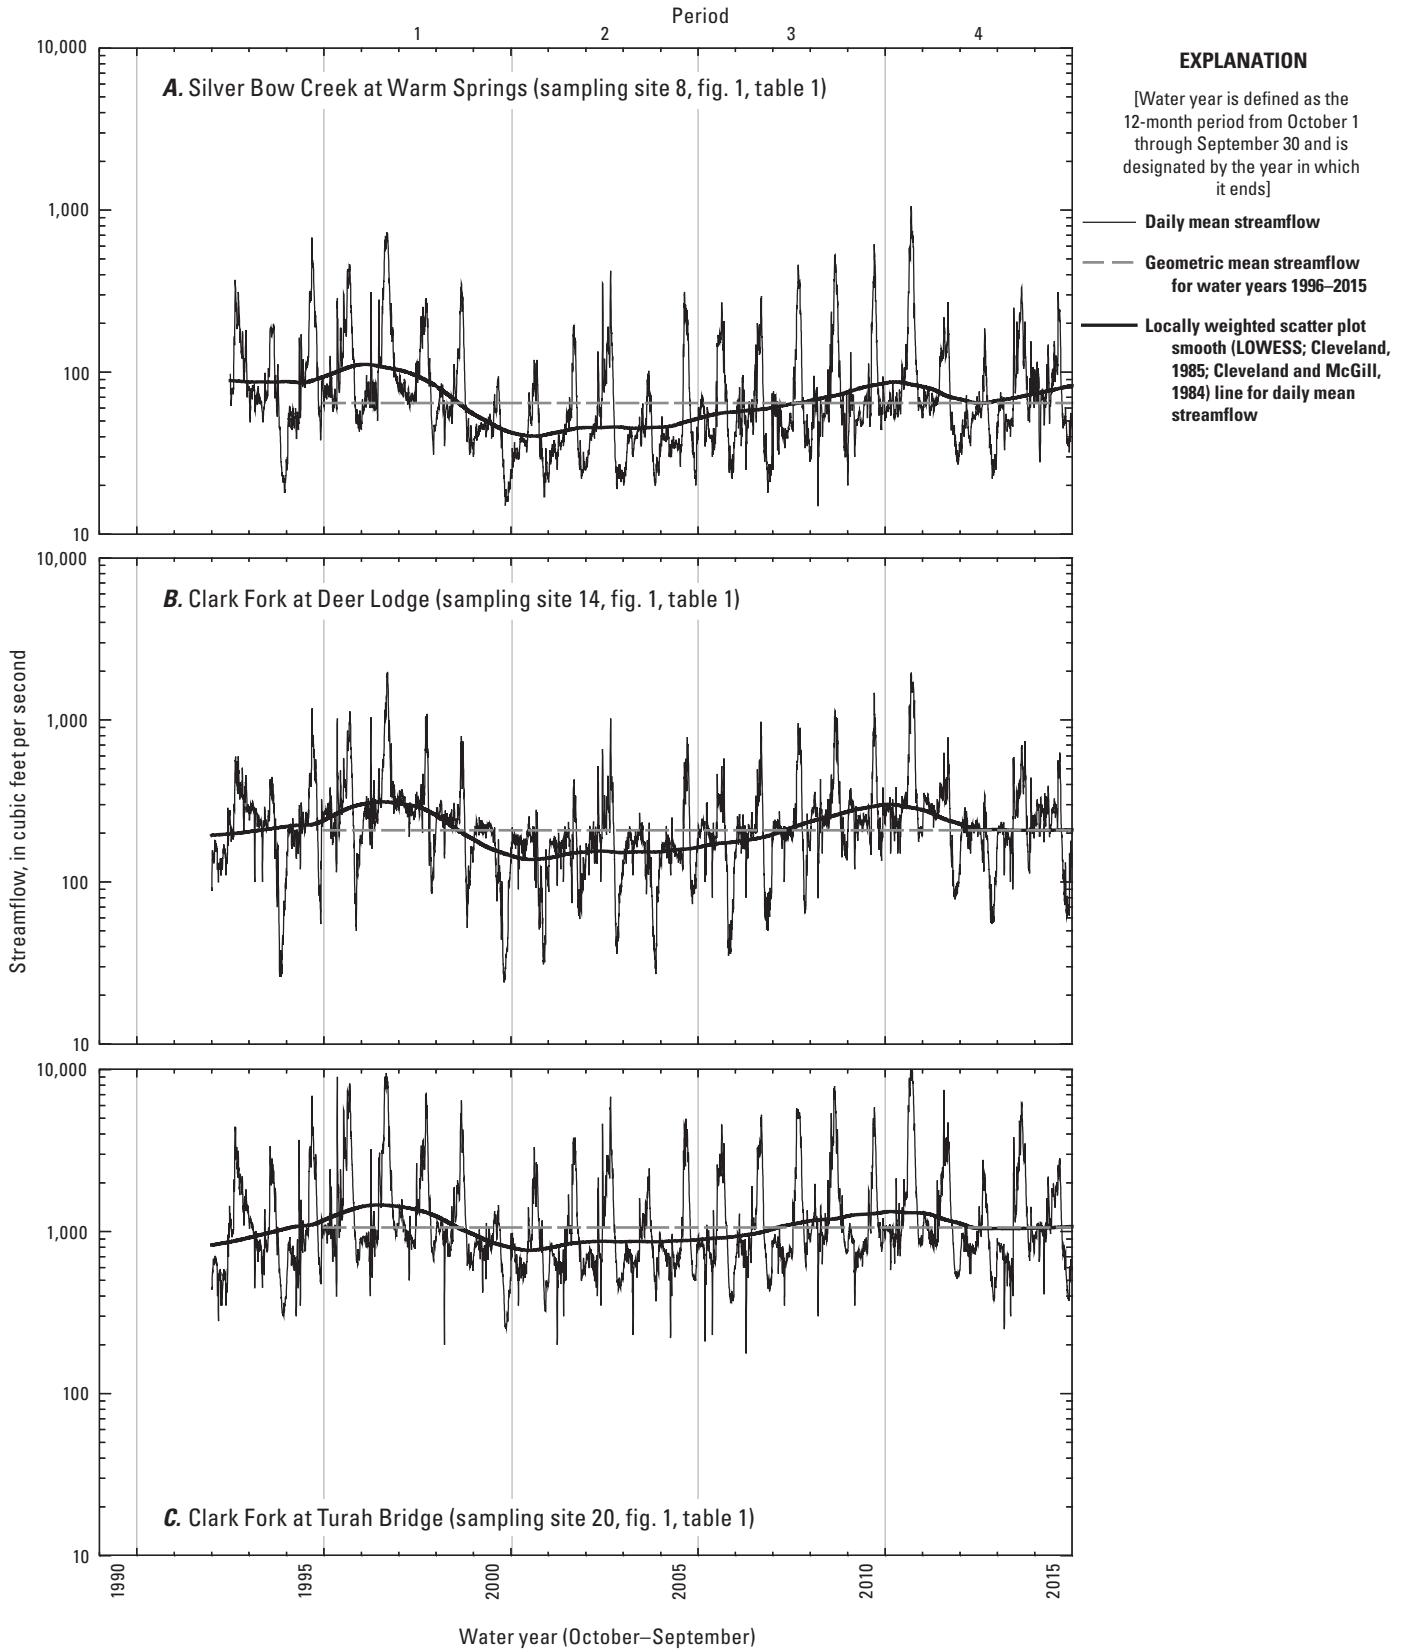 Period
1 2 3 4
10,000
A. Silver Bow Creek at Warm Springs (sampling site 8, fig. 1, table 1)
1,000
100
10
EXPLANATION
[Water year is defined as the
12-month period from October 1
through September 30 and is
designated by the year in which
it ends]
Daily mean streamflow
Geometric mean streamflow
for water years 1996–2015
Locally weighted scatter plot
smooth (LOWESS; Cleveland,
1985; Cleveland and McGill,
1984) line for daily mean
streamflow
Streamflow, in cubic feet per second
10,000
B. Clark Fork at Deer Lodge (sampling site 14, fig. 1, table 1)
1,000
100
10
10,000
1,000
100
C. Clark Fork at Turah Bridge (sampling site 20, fig. 1, table 1)
10
1990 1995 2000 2005 2010 2015
Water year (October–September)